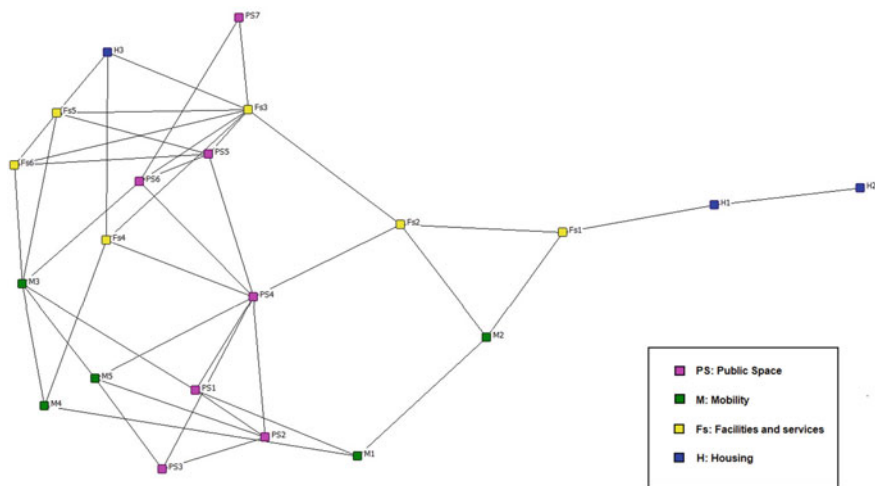 PS7
H3
Fs3
Fs5
PS5
Fs6
PS6
H2
H1
Fs2
Fs1
Fs4
M3
PS4
M2
M5
PS1
M4
PS2
M1
PS3
PS: Public Space
M: Mobility
Fs: Facilities and services
H: Housing